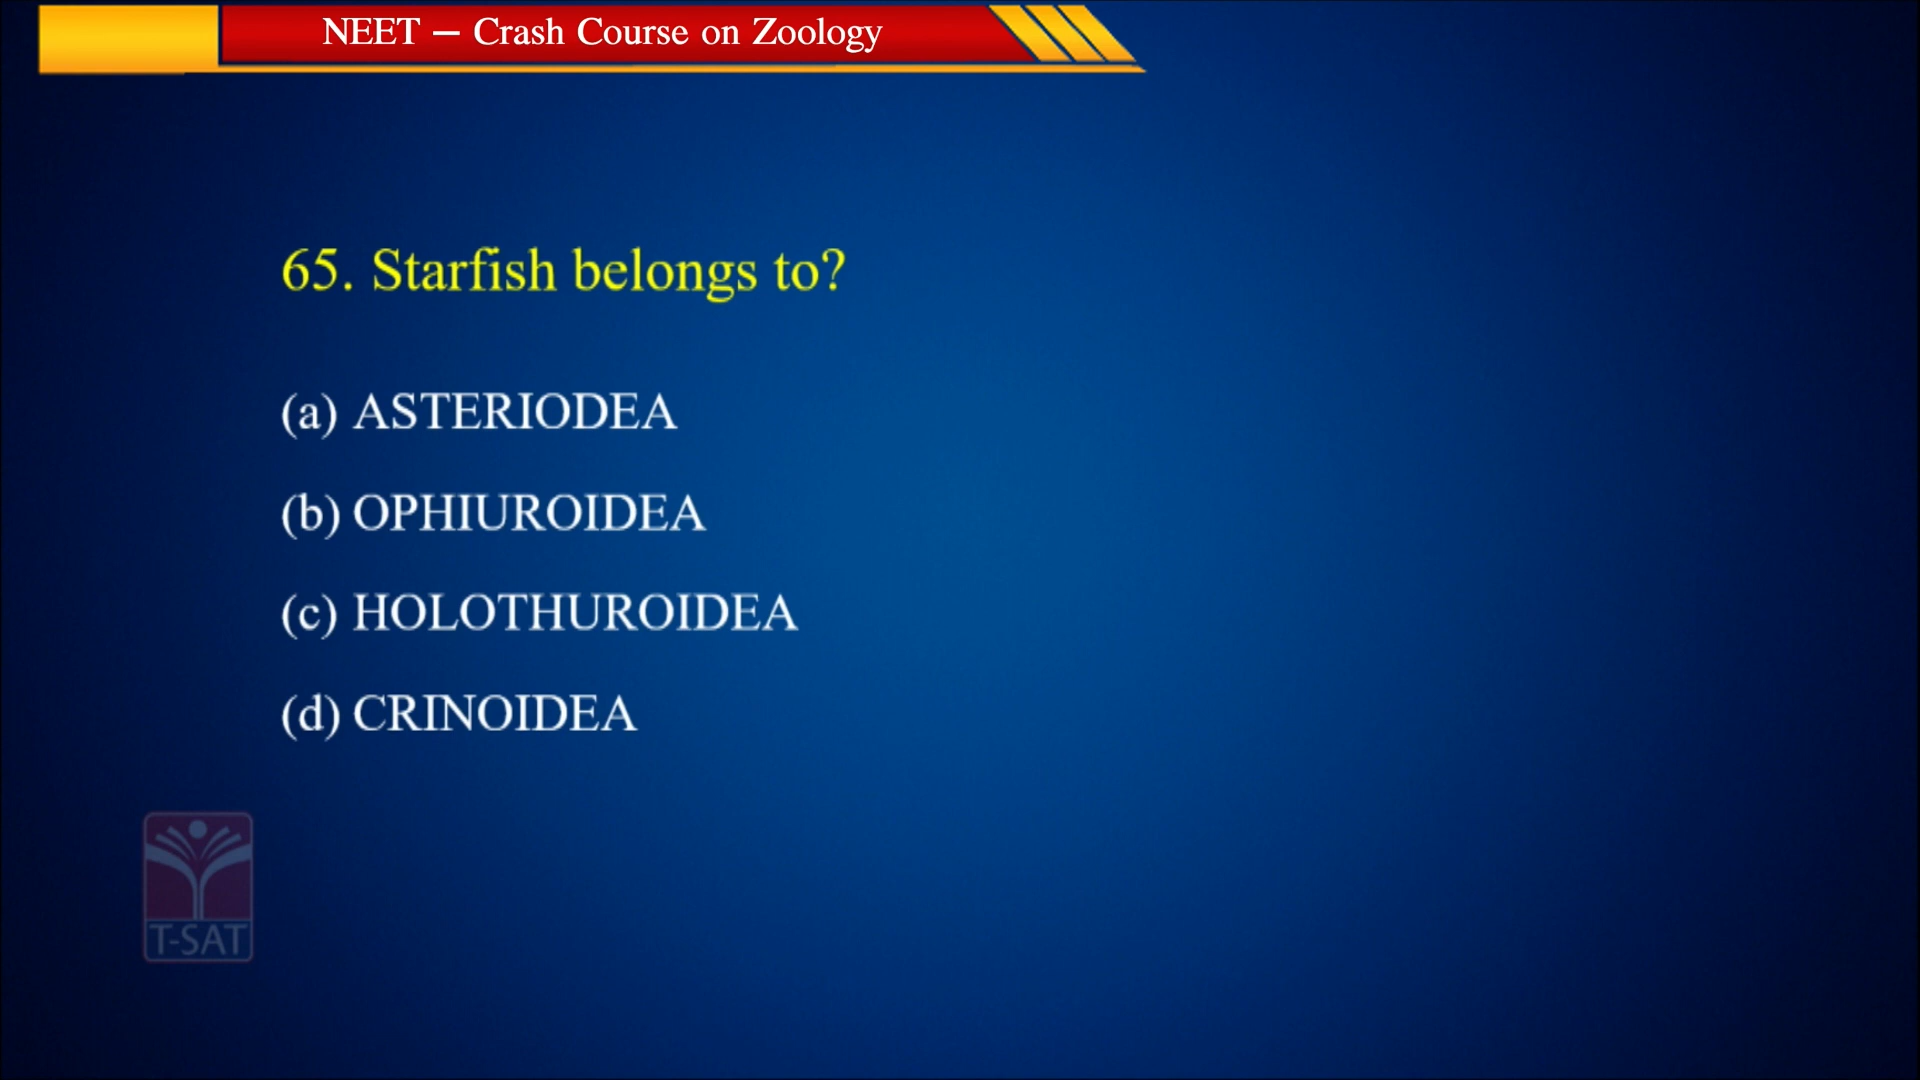 NEET — Crash Course on Zoology
65. Starfish belongs to?
(a) ASTERIODEA
(b) OPHIUROIDEA
(c) HOLOTHUROIDEA
(d) CRINOIDEA
T-SAT